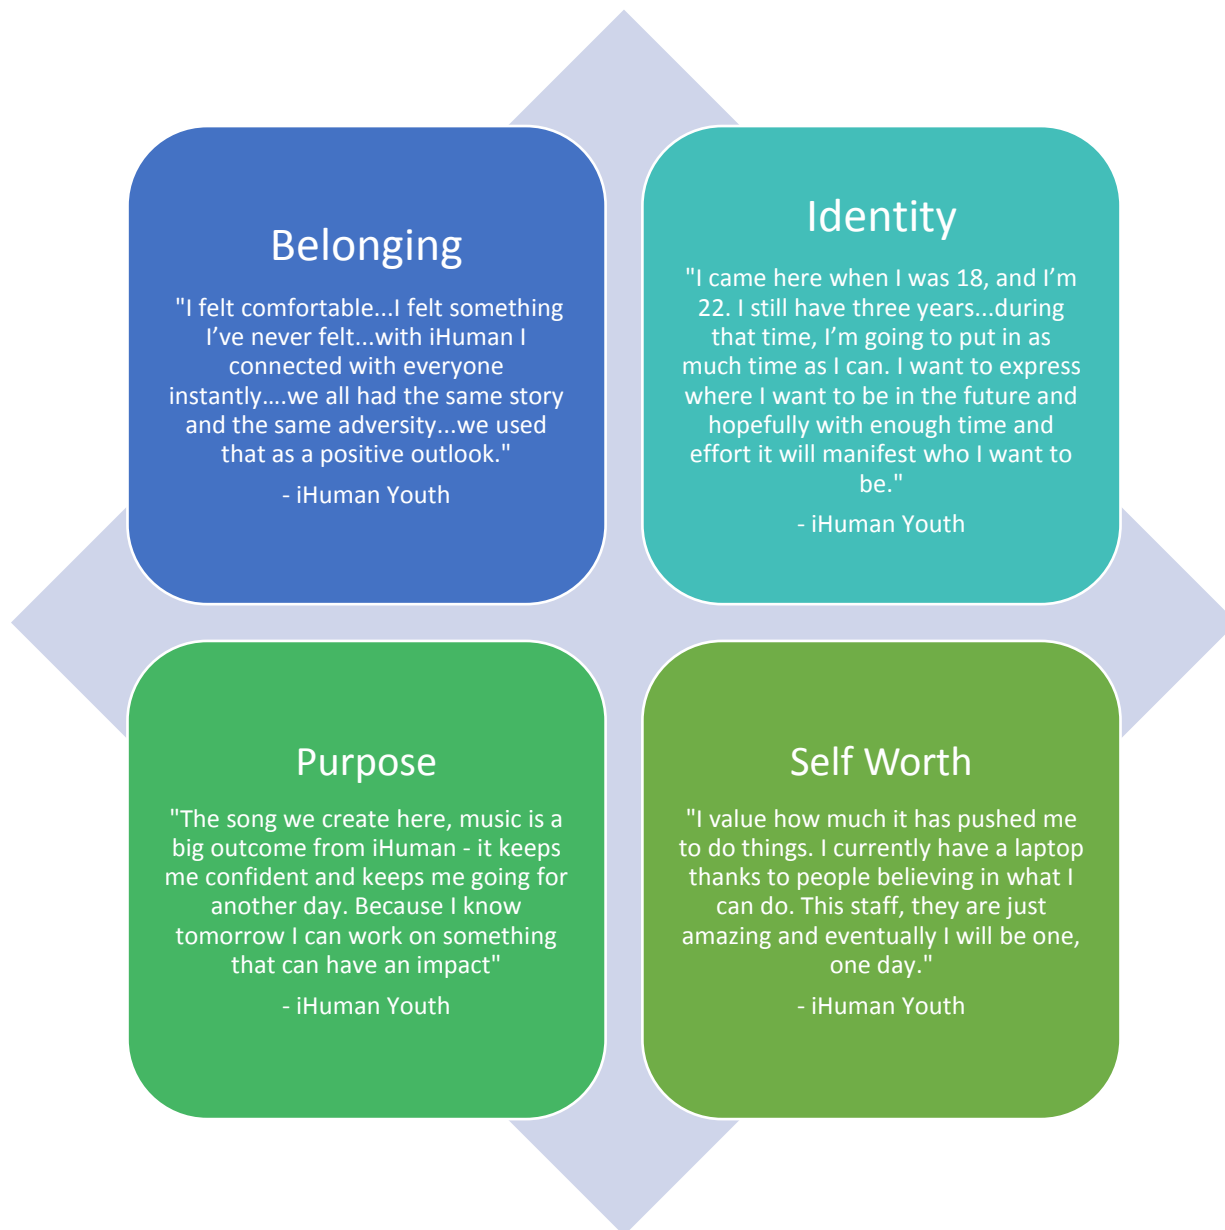 Belonging
"I felt comfortable...I felt something
I’ve never felt...with iHuman I
connected with everyone
instantly....we all had the same story
and the same adversity...we used
that as a positive outlook."
- iHuman Youth
Identity
"I came here when I was 18, and I’m
22. I still have three years...during
that time, I’m going to put in as
much time as I can. I want to express
where I want to be in the future and
hopefully with enough time and
effort it will manifest who I want to
be."
- iHuman Youth
Purpose
"The song we create here, music is a
big outcome from iHuman - it keeps
me confident and keeps me going for
another day. Because I know
tomorrow I can work on something
that can have an impact"
- iHuman Youth
Self Worth
"I value how much it has pushed me
to do things. I currently have a laptop
thanks to people believing in what I
can do. This staff, they are just
amazing and eventually I will be one,
one day."
- iHuman Youth